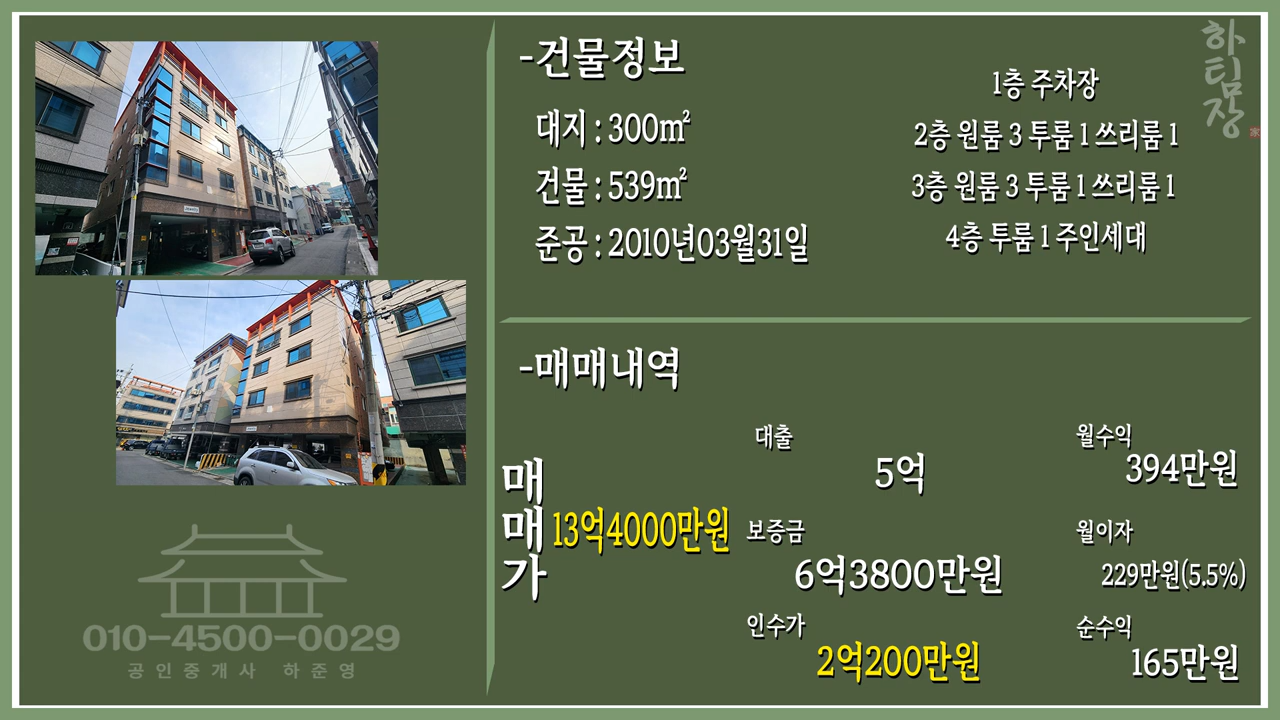 -건물정보
대지 : 300㎡
건물 : 539㎡
준공 : 2010년03월31일
1층 주차장
2층 원룸 3 투룸 1 쓰리룸 1
3층 원룸 3 투룸 1 쓰리룸 1
4층 투룸 1 주인세대
하팀장
家
-매매내역
매매가
13억4000만원
대출
5억
보증금
6억3800만원
인수가
2억200만원
월수익
394만원
월이자
229만원(5.5%)
순수익
165만원
010-4500-0029
공인중개사 하준영